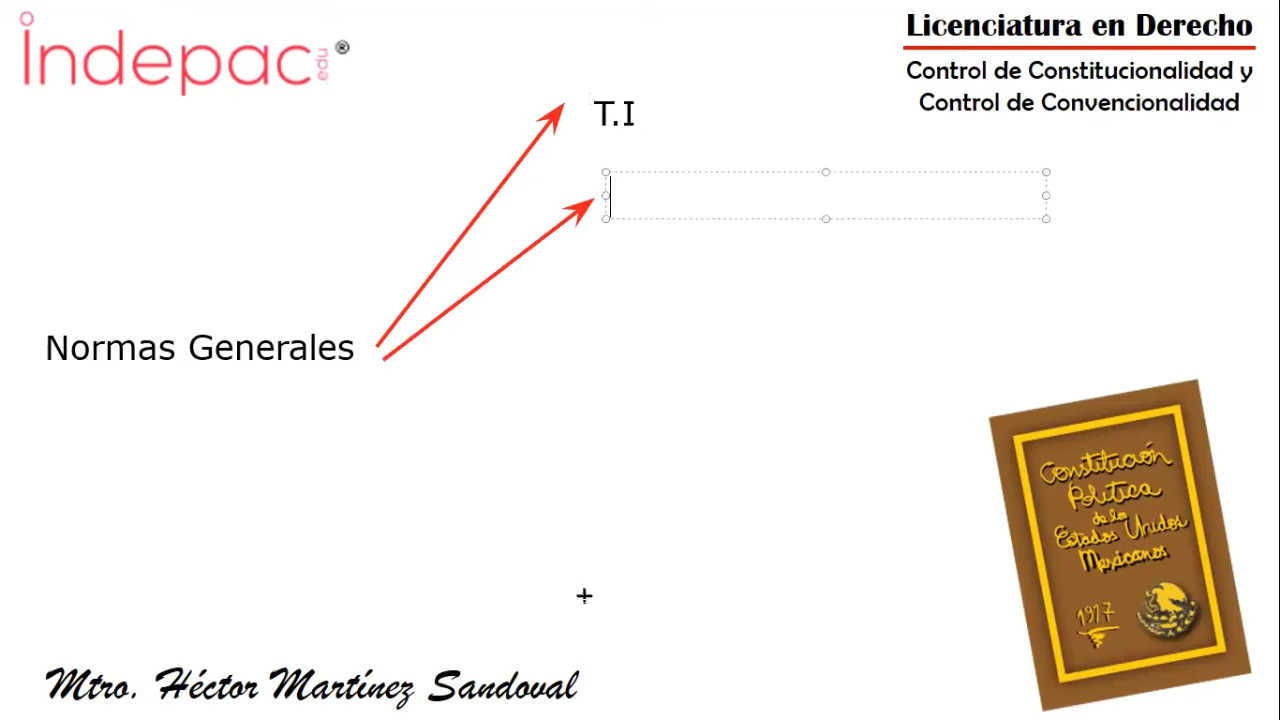 indepac
.edu
®
Licenciatura en Derecho
Control de Constitucionalidad y
Control de Convencionalidad
T.I
Normas Generales
Constitución
Política
de los
Estados Unidos
Mexicanos
1917
Mtro. Héctor Martínez Sandoval